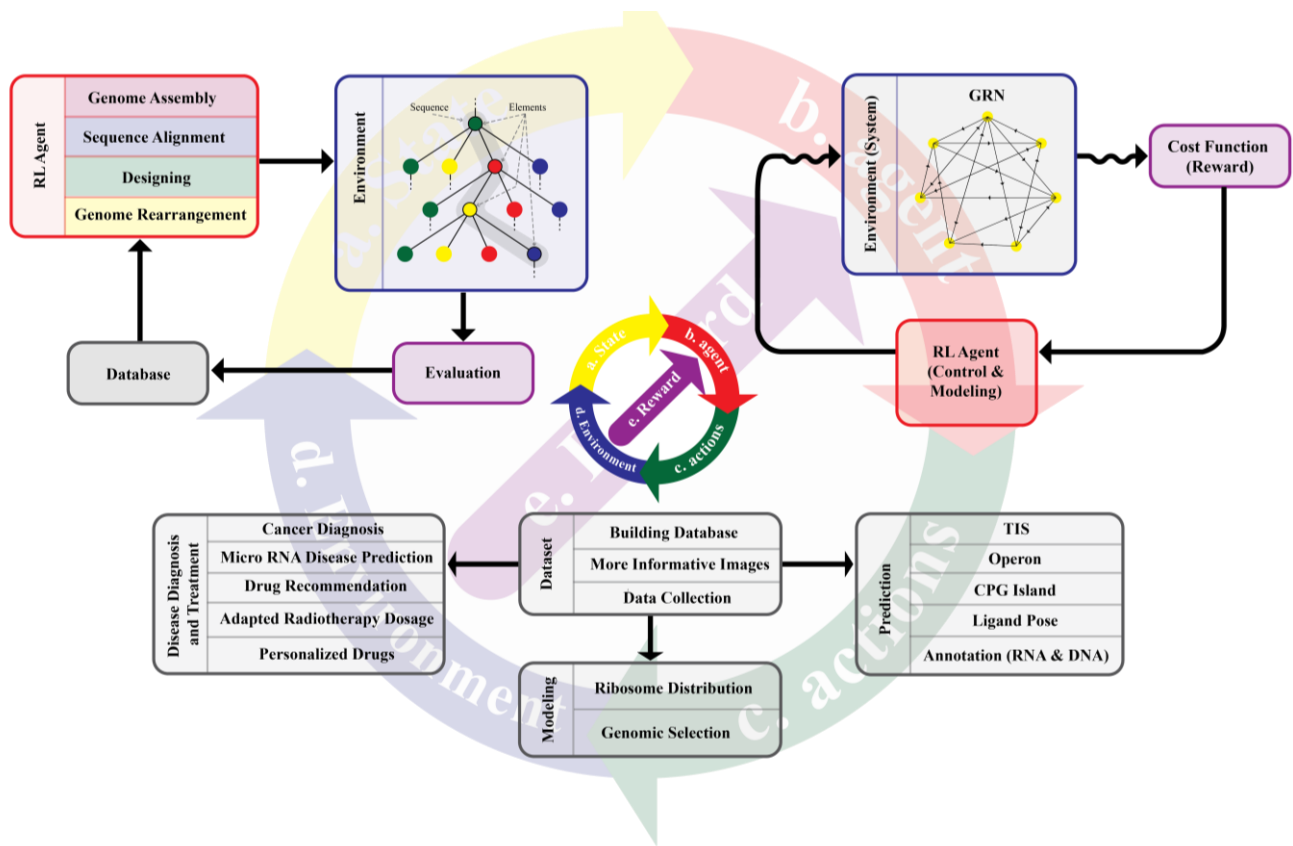 RL Agent
Genome Assembly
Sequence Alignment
Designing
Genome Rearrangement
Environment
Sequence
Elements
Database
Evaluation
Environment (System)
GRN
Cost Function
(Reward)
RL Agent
(Control &
Modeling)
a. State
b. agent
c. actions
d. Environment
e. Reward
a. State
b. agent
c. actions
d. Environment
e. Reward
Disease Diagnosis
and Treatment
Cancer Diagnosis
Micro RNA Disease Prediction
Drug Recommendation
Adapted Radiotherapy Dosage
Personalized Drugs
Dataset
Building Database
More Informative Images
Data Collection
Modeling
Ribosome Distribution
Genomic Selection
Prediction
TIS
Operon
CPG Island
Ligand Pose
Annotation (RNA & DNA)